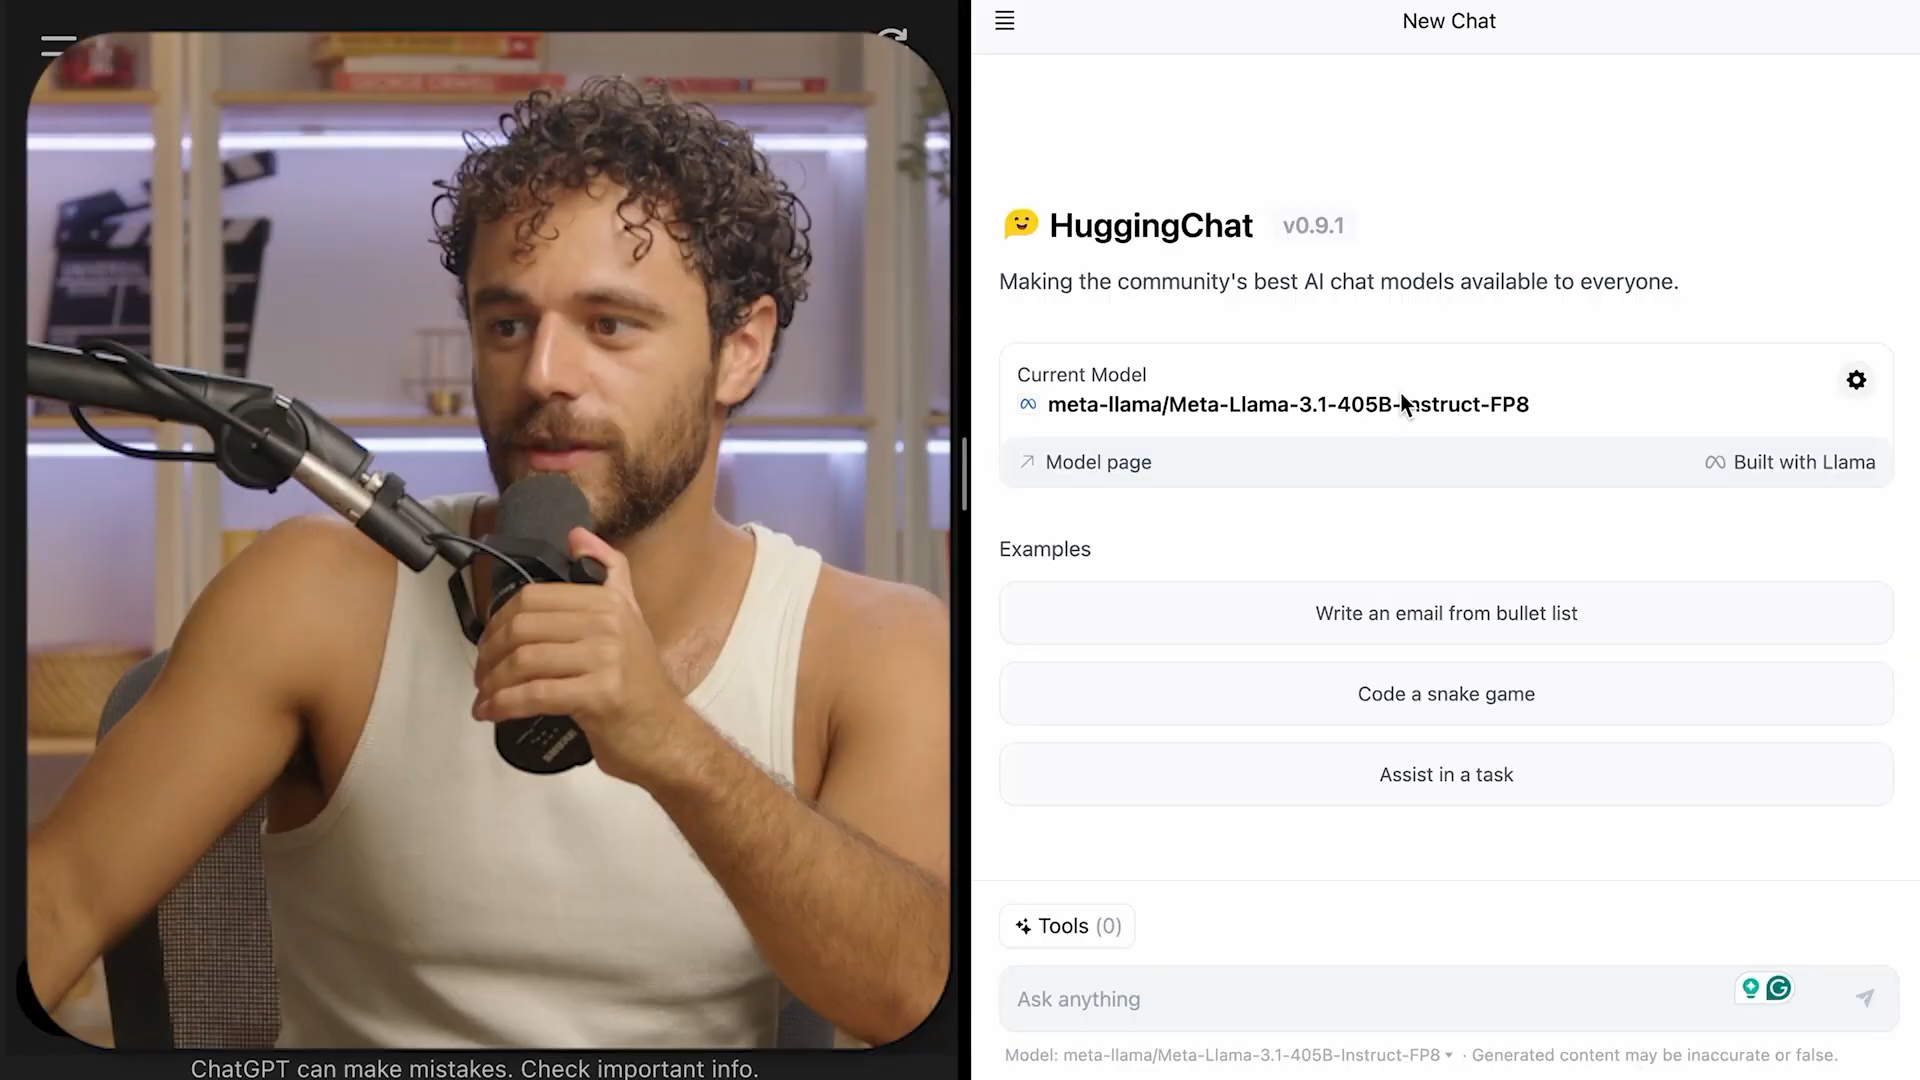 New Chat
HuggingChat v0.9.1
Making the community's best AI chat models available to everyone.
Current Model
meta-llama/Meta-Llama-3.1-405B-Instruct-FP8
Model page
Built with Llama
Examples
Write an email from bullet list
Code a snake game
Assist in a task
Tools (0)
Ask anything
Model: meta-llama/Meta-Llama-3.1-405B-Instruct-FP8 · Generated content may be inaccurate or false.
ChatGPT can make mistakes. Check important info.